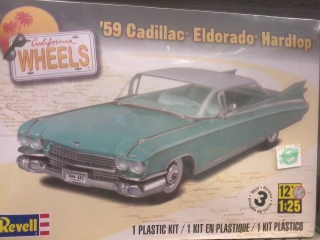 '59 Cadillac® Eldorado® Hardtop
California
WHEELS
Revell
3
12+
1:25
1 PLASTIC KIT / 1 KIT EN PLASTIQUE / 1 KIT PLÁSTICO